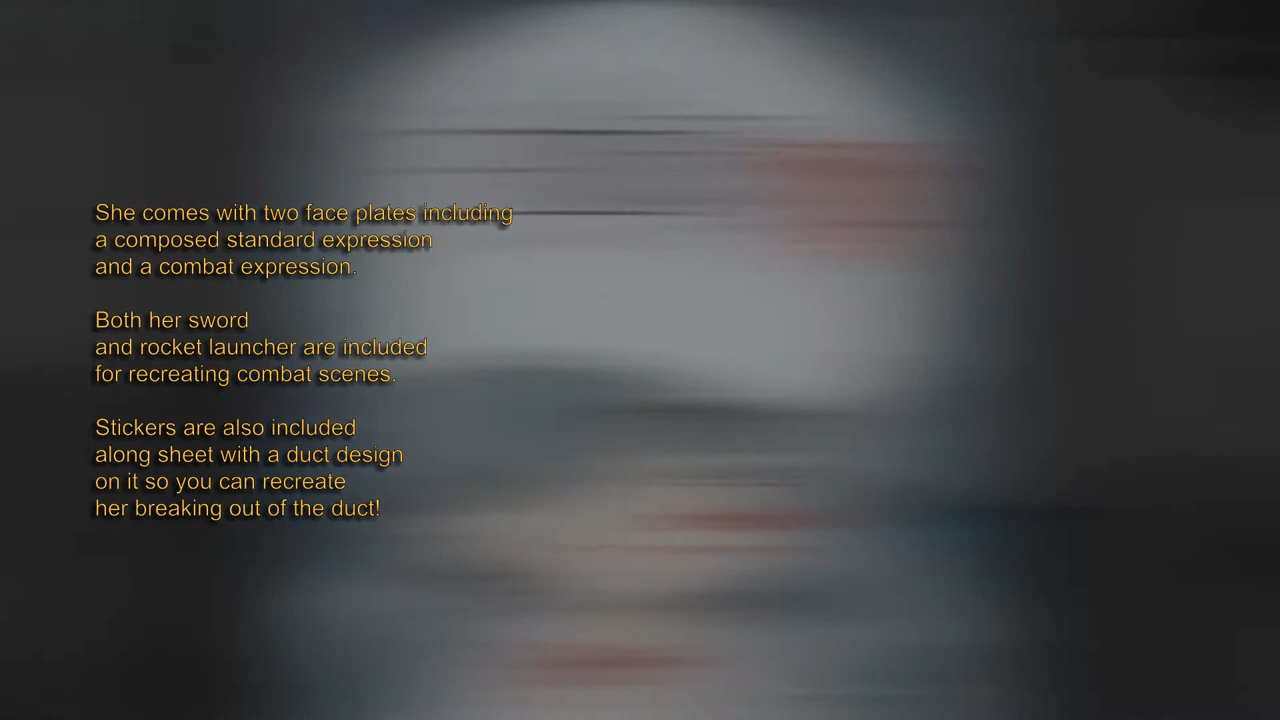 She comes with two face plates including
a composed standard expression
and a combat expression.
Both her sword
and rocket launcher are included
for recreating combat scenes.
Stickers are also included
along sheet with a duct design
on it so you can recreate
her breaking out of the duct!